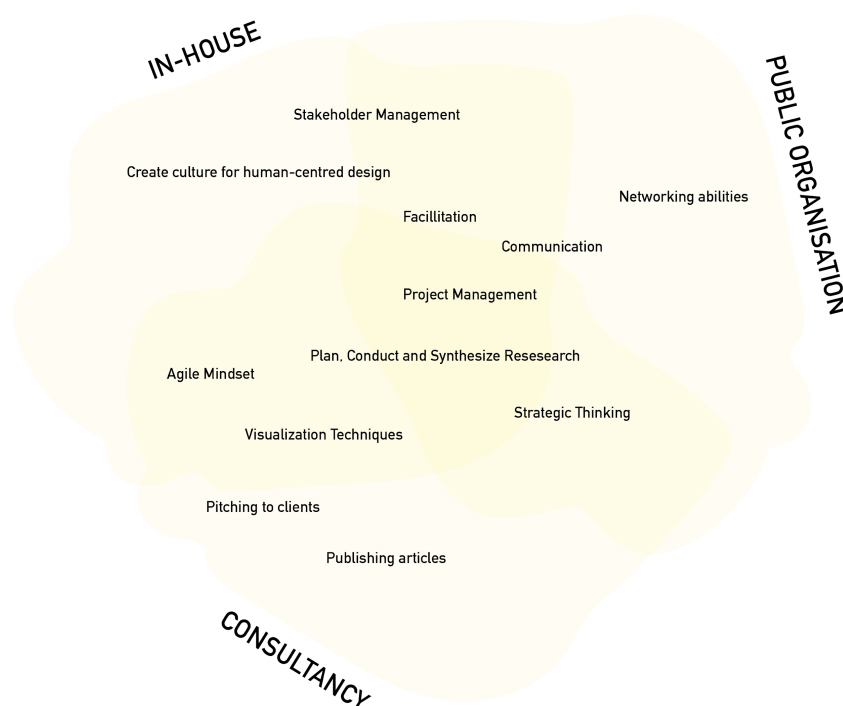 IN-HOUSE
PUBLIC ORGANISATION
Stakeholder Management
Create culture for human-centred design
Networking abilities
Facillitation
Communication
Project Management
Plan, Conduct and Synthesize Resesearch
Agile Mindset
Strategic Thinking
Visualization Techniques
Pitching to clients
Publishing articles
CONSULTANCY